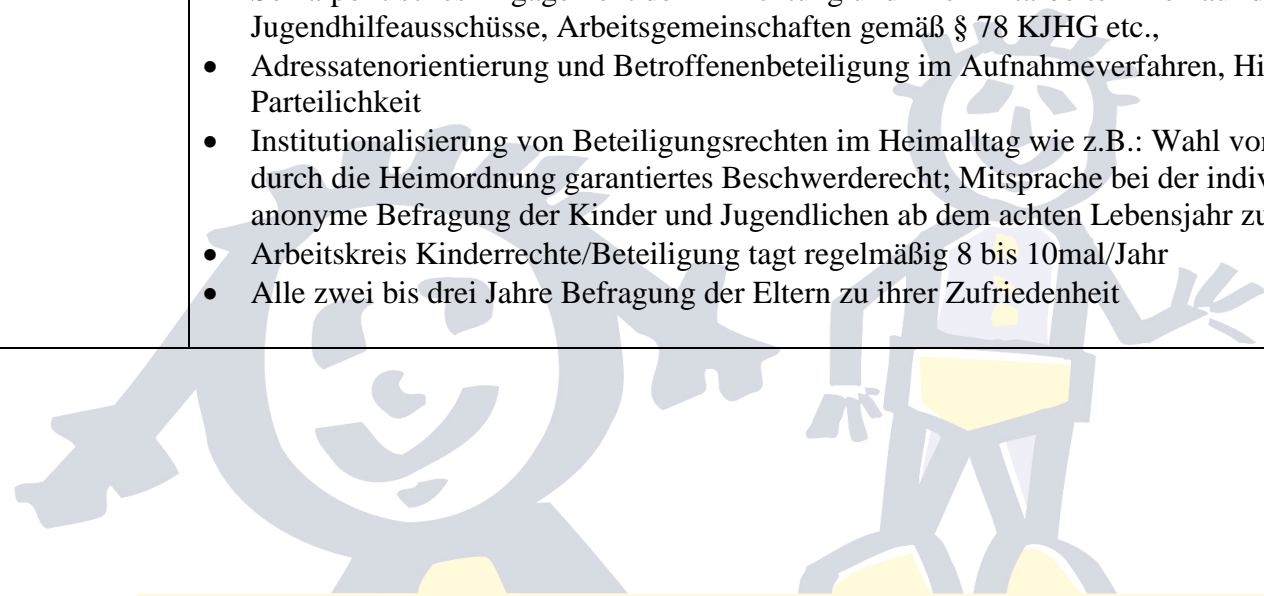 Jugendhilfeausschüsse, Arbeitsgemeinschaften gemäß § 78 KJHG etc.,
• Adressatenorientierung und Betroffenenbeteiligung im Aufnahmeverfahren,
Parteilichkeit
• Institutionalisierung von Beteiligungsrechten im Heimalltag wie z.B.: Wahl
durch die Heimordnung garantiertes Beschwerderecht; Mitsprache bei der
anonyme Befragung der Kinder und Jugendlichen ab dem achten Lebensjahr
• Arbeitskreis Kinderrechte/Beteiligung tagt regelmäßig 8 bis 10mal/Jahr
• Alle zwei bis drei Jahre Befragung der Eltern zu ihrer Zufriedenheit